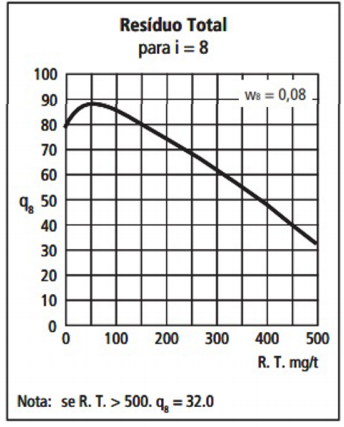 Resíduo Total
para i = 8
100
90
w₈ = 0,08
80
70
60
q₈
50
40
30
20
10
0
0 100 200 300 400 500
R. T. mg/t
Nota: se R. T. > 500. q₈ = 32.0